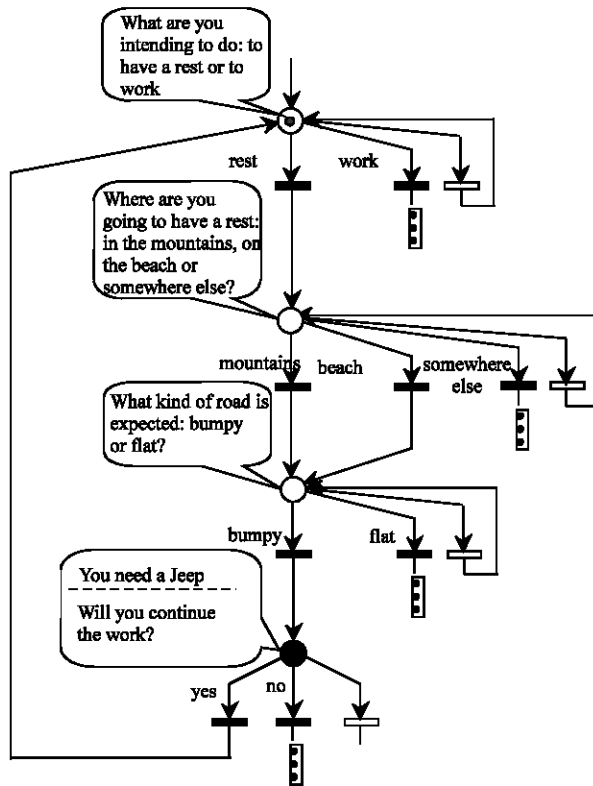 What are you
intending to do: to
have a rest or to
work
rest
work
Where are you
going to have a rest:
in the mountains, on
the beach or
somewhere else?
mountains
beach
somewhere
else
What kind of road is
expected: bumpy
or flat?
bumpy
flat
You need a Jeep
Will you continue
the work?
yes
no